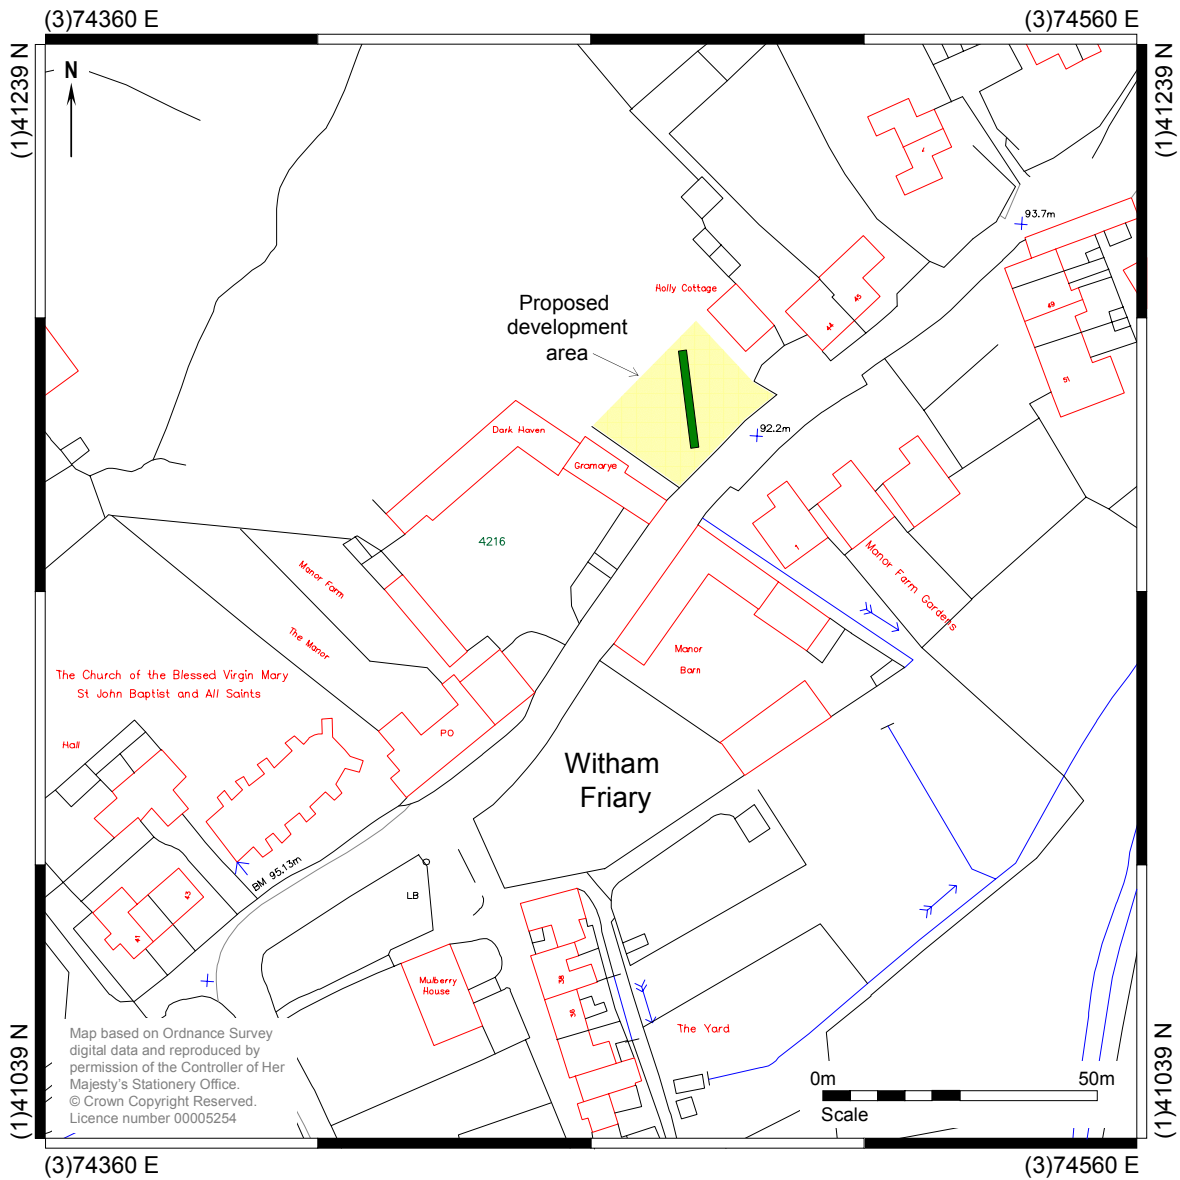 (3)74360 E
(3)74560 E
(1)41239 N
(1)41239 N
N
93.7m
Holly Cottage
45
44
49
51
Proposed
development
area
92.2m
Dark Haven
Gramarye
4216
1
Manor Farm Gardens
Manor Farm
The Manor
Manor
Barn
The Church of the Blessed Virgin Mary
St John Baptist and All Saints
Hall
PO
Witham
Friary
BM 95.13m
LB
43
41
Mulberry
House
38
36
The Yard
Map based on Ordnance Survey
digital data and reproduced by
permission of the Controller of Her
Majesty's Stationery Office.
© Crown Copyright Reserved.
Licence number 00005254
0m
50m
Scale
(1)41039 N
(1)41039 N
(3)74360 E
(3)74560 E